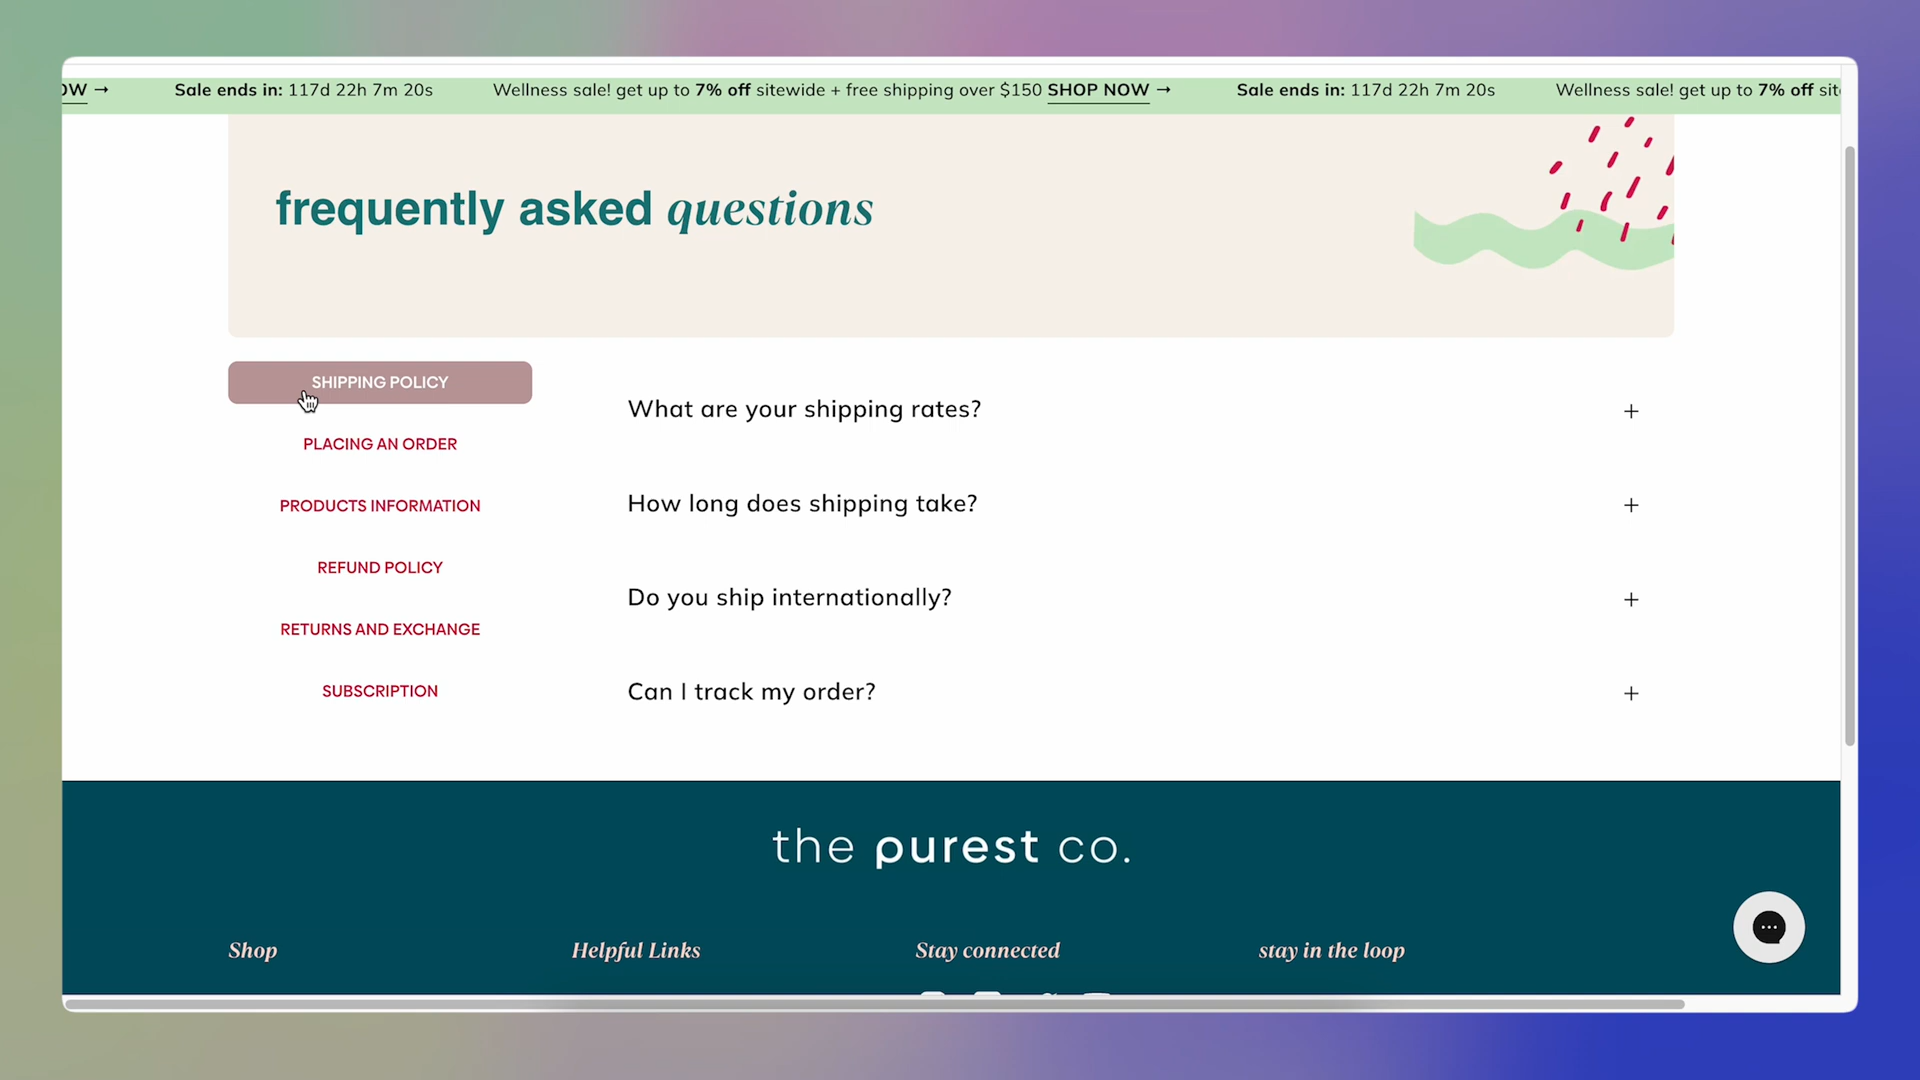 OW → Sale ends in: 117d 22h 7m 20s Wellness sale! get up to 7% off sitewide + free shipping over $150 SHOP NOW → Sale ends in: 117d 22h 7m 20s Wellness sale! get up to 7% off sit
frequently asked questions
SHIPPING POLICY
PLACING AN ORDER
PRODUCTS INFORMATION
REFUND POLICY
RETURNS AND EXCHANGE
SUBSCRIPTION
What are your shipping rates? +
How long does shipping take? +
Do you ship internationally? +
Can I track my order? +
the purest co.
Shop
Helpful Links
Stay connected
stay in the loop